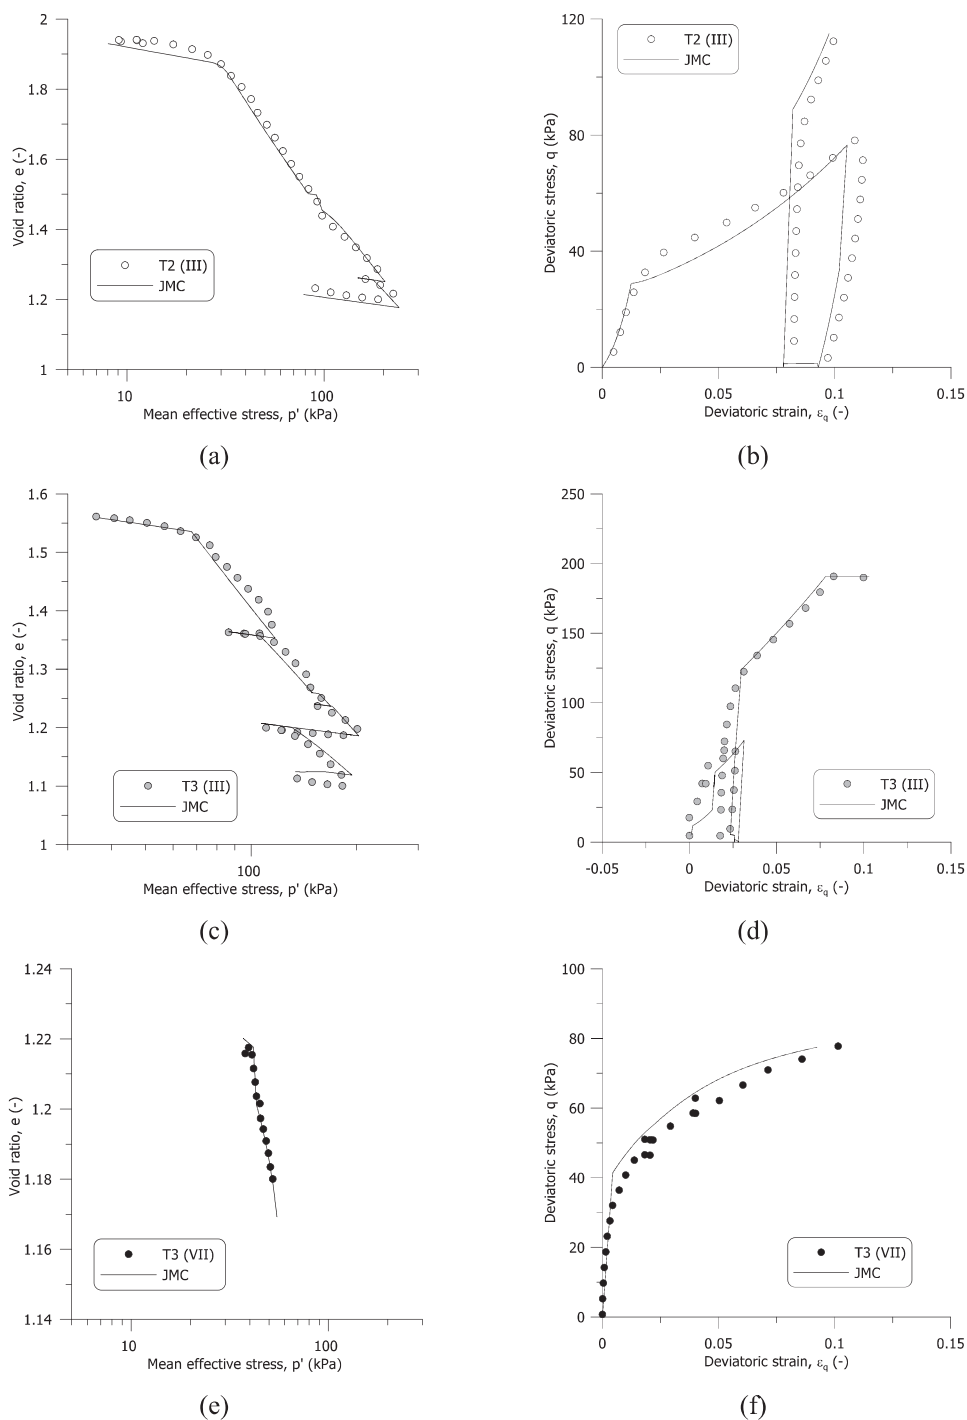 2
1.8
1.6
1.4
1.2
1
Void ratio, e (-)
T2 (III)
JMC
10
100
Mean effective stress, p' (kPa)
(a)
120
80
40
0
Deviatoric stress, q (kPa)
T2 (III)
JMC
0
0.05
0.1
0.15
Deviatoric strain, εq (-)
(b)
1.6
1.5
1.4
1.3
1.2
1.1
1
Void ratio, e (-)
T3 (III)
JMC
100
Mean effective stress, p' (kPa)
(c)
250
200
150
100
50
0
Deviatoric stress, q (kPa)
T3 (III)
JMC
-0.05
0
0.05
0.1
0.15
Deviatoric strain, εq (-)
(d)
1.24
1.22
1.2
1.18
1.16
1.14
Void ratio, e (-)
T3 (VII)
JMC
10
100
Mean effective stress, p' (kPa)
(e)
100
80
60
40
20
0
Deviatoric stress, q (kPa)
T3 (VII)
JMC
0
0.05
0.1
0.15
Deviatoric strain, εq (-)
(f)